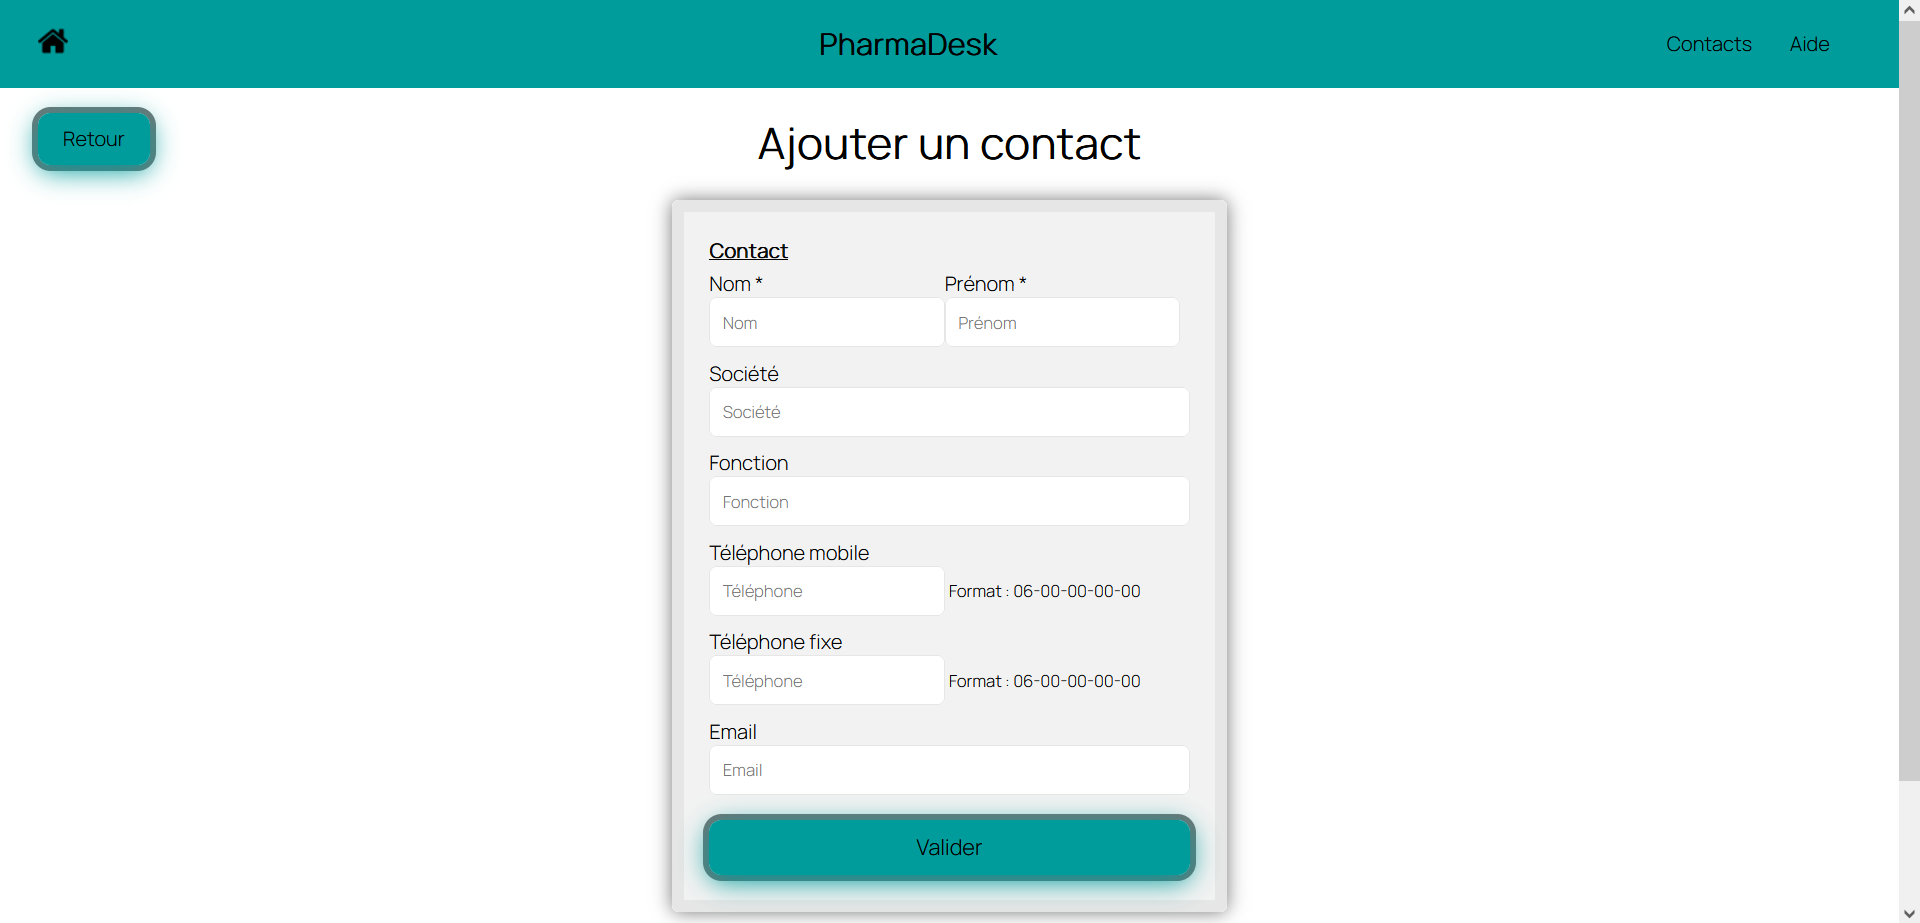 PharmaDesk
Contacts
Aide
Retour
Ajouter un contact
Contact
Nom * Prénom *
Nom Prénom
Société
Société
Fonction
Fonction
Téléphone mobile
Téléphone Format : 06-00-00-00-00
Téléphone fixe
Téléphone Format : 06-00-00-00-00
Email
Email
Valider